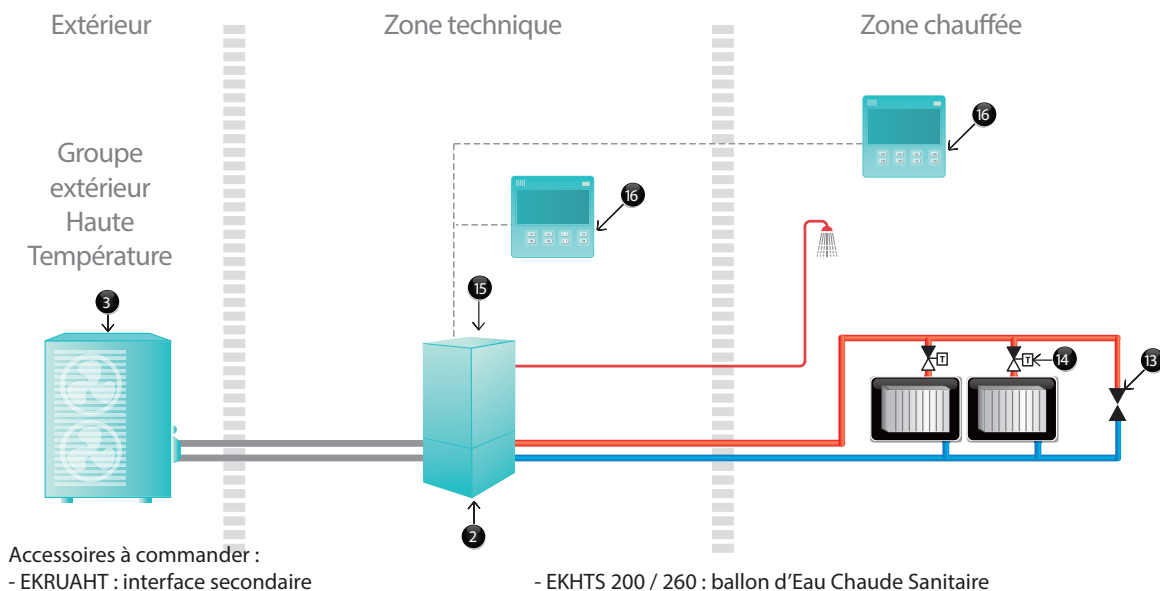 Extérieur
Zone technique
Zone chauffée
Groupe
extérieur
Haute
Température
16
16
3
15
T
T
14
13
2
Accessoires à commander :
- EKRUAHT : interface secondaire
- EKHTS 200 / 260 : ballon d'Eau Chaude Sanitaire